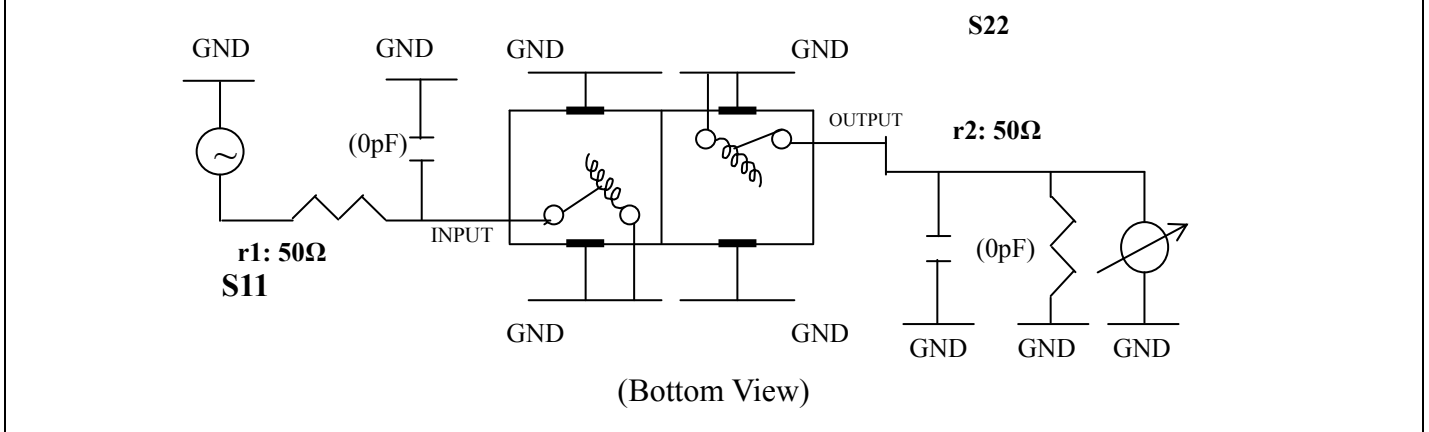 S22
GND GND GND GND
OUTPUT
r2: 50Ω
(0pF)
INPUT
r1: 50Ω
S11
(0pF)
GND GND
GND GND GND
(Bottom View)